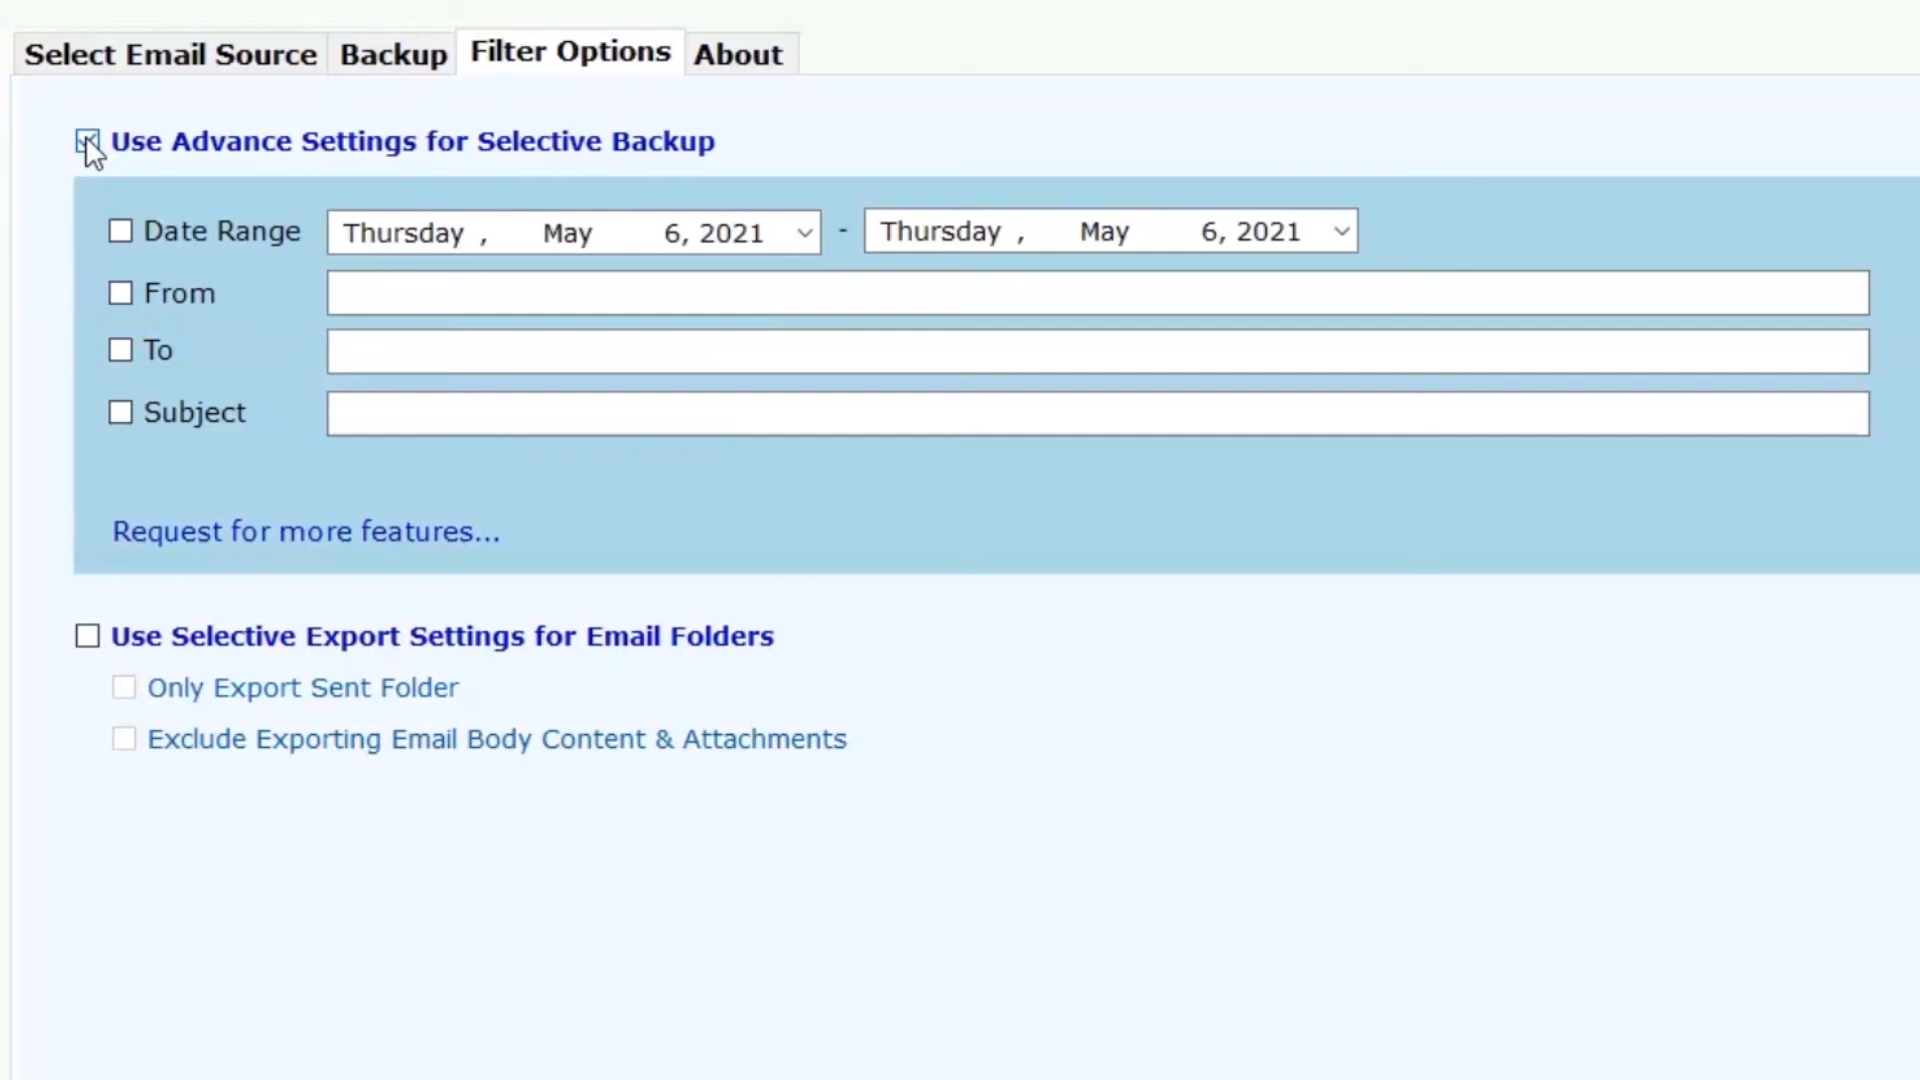 Select Email Source Backup Filter Options About
Use Advance Settings for Selective Backup
Date Range Thursday , May 6, 2021 - Thursday , May 6, 2021
From
To
Subject
Request for more features...
Use Selective Export Settings for Email Folders
Only Export Sent Folder
Exclude Exporting Email Body Content & Attachments